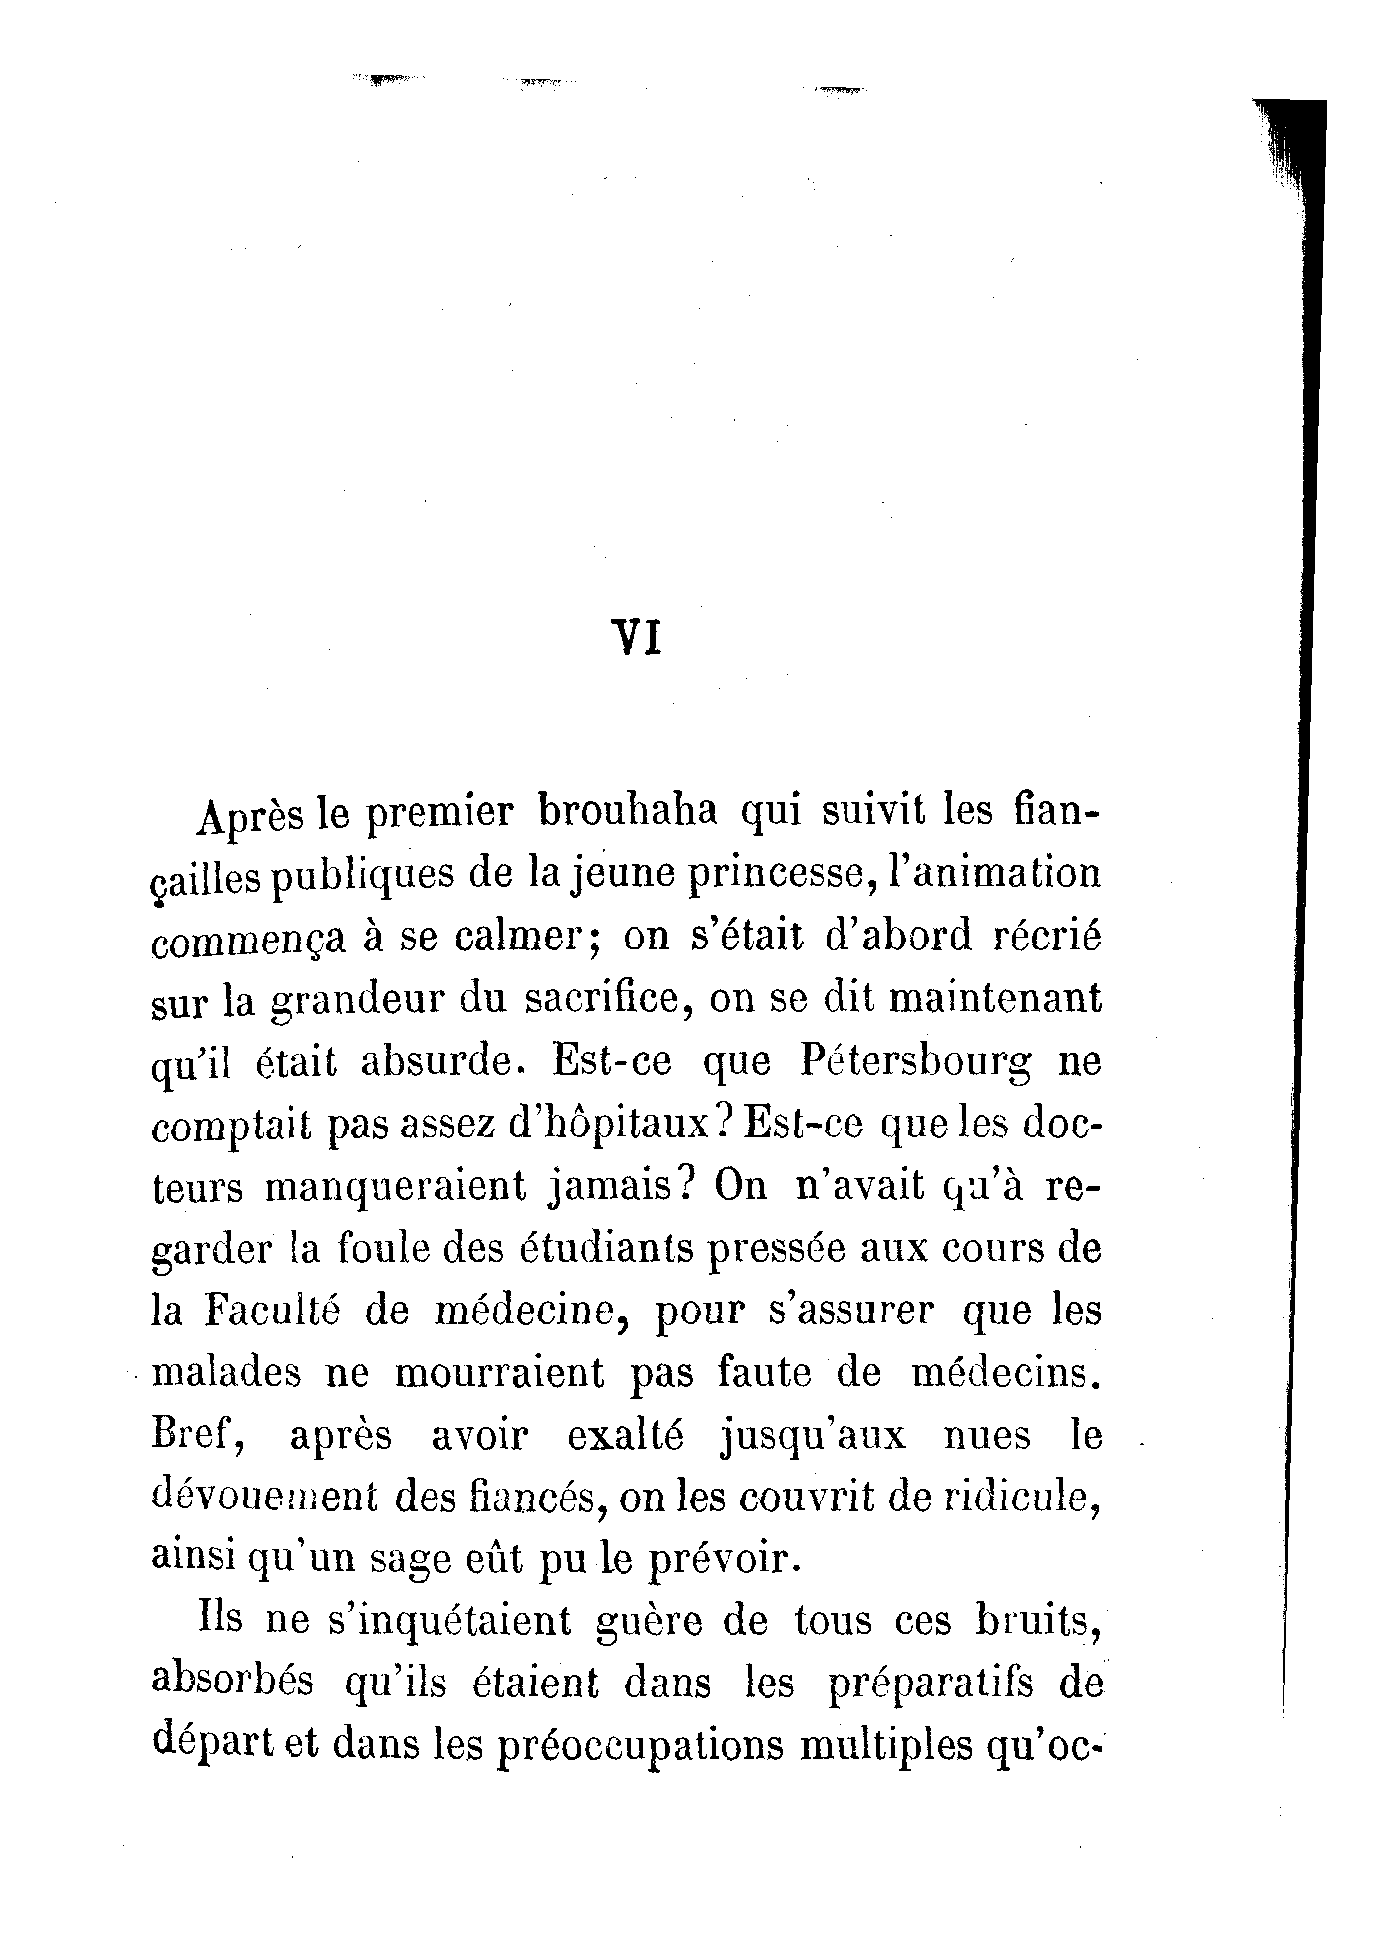 VI
Après le premier brouhaha qui suivit les fian-
çailles publiques de la jeune princesse, l'animation
commença à se calmer; on s'était d'abord récrié
sur la grandeur du sacrifice, on se dit maintenant
qu'il était absurde. Est-ce que Pétersbourg ne
comptait pas assez d'hôpitaux? Est-ce que les doc-
teurs manqueraient jamais? On n'avait qu'à re-
garder la foule des étudiants pressée aux cours de
la Faculté de médecine, pour s'assurer que les
malades ne mourraient pas faute de médecins.
Bref, après avoir exalté jusqu'aux nues le
dévouement des fiancés, on les couvrit de ridicule,
ainsi qu'un sage eût pu le prévoir.
Ils ne s'inquétaient guère de tous ces bruits,
absorbés qu'ils étaient dans les préparatifs de
départ et dans les préoccupations multiples qu'oc-